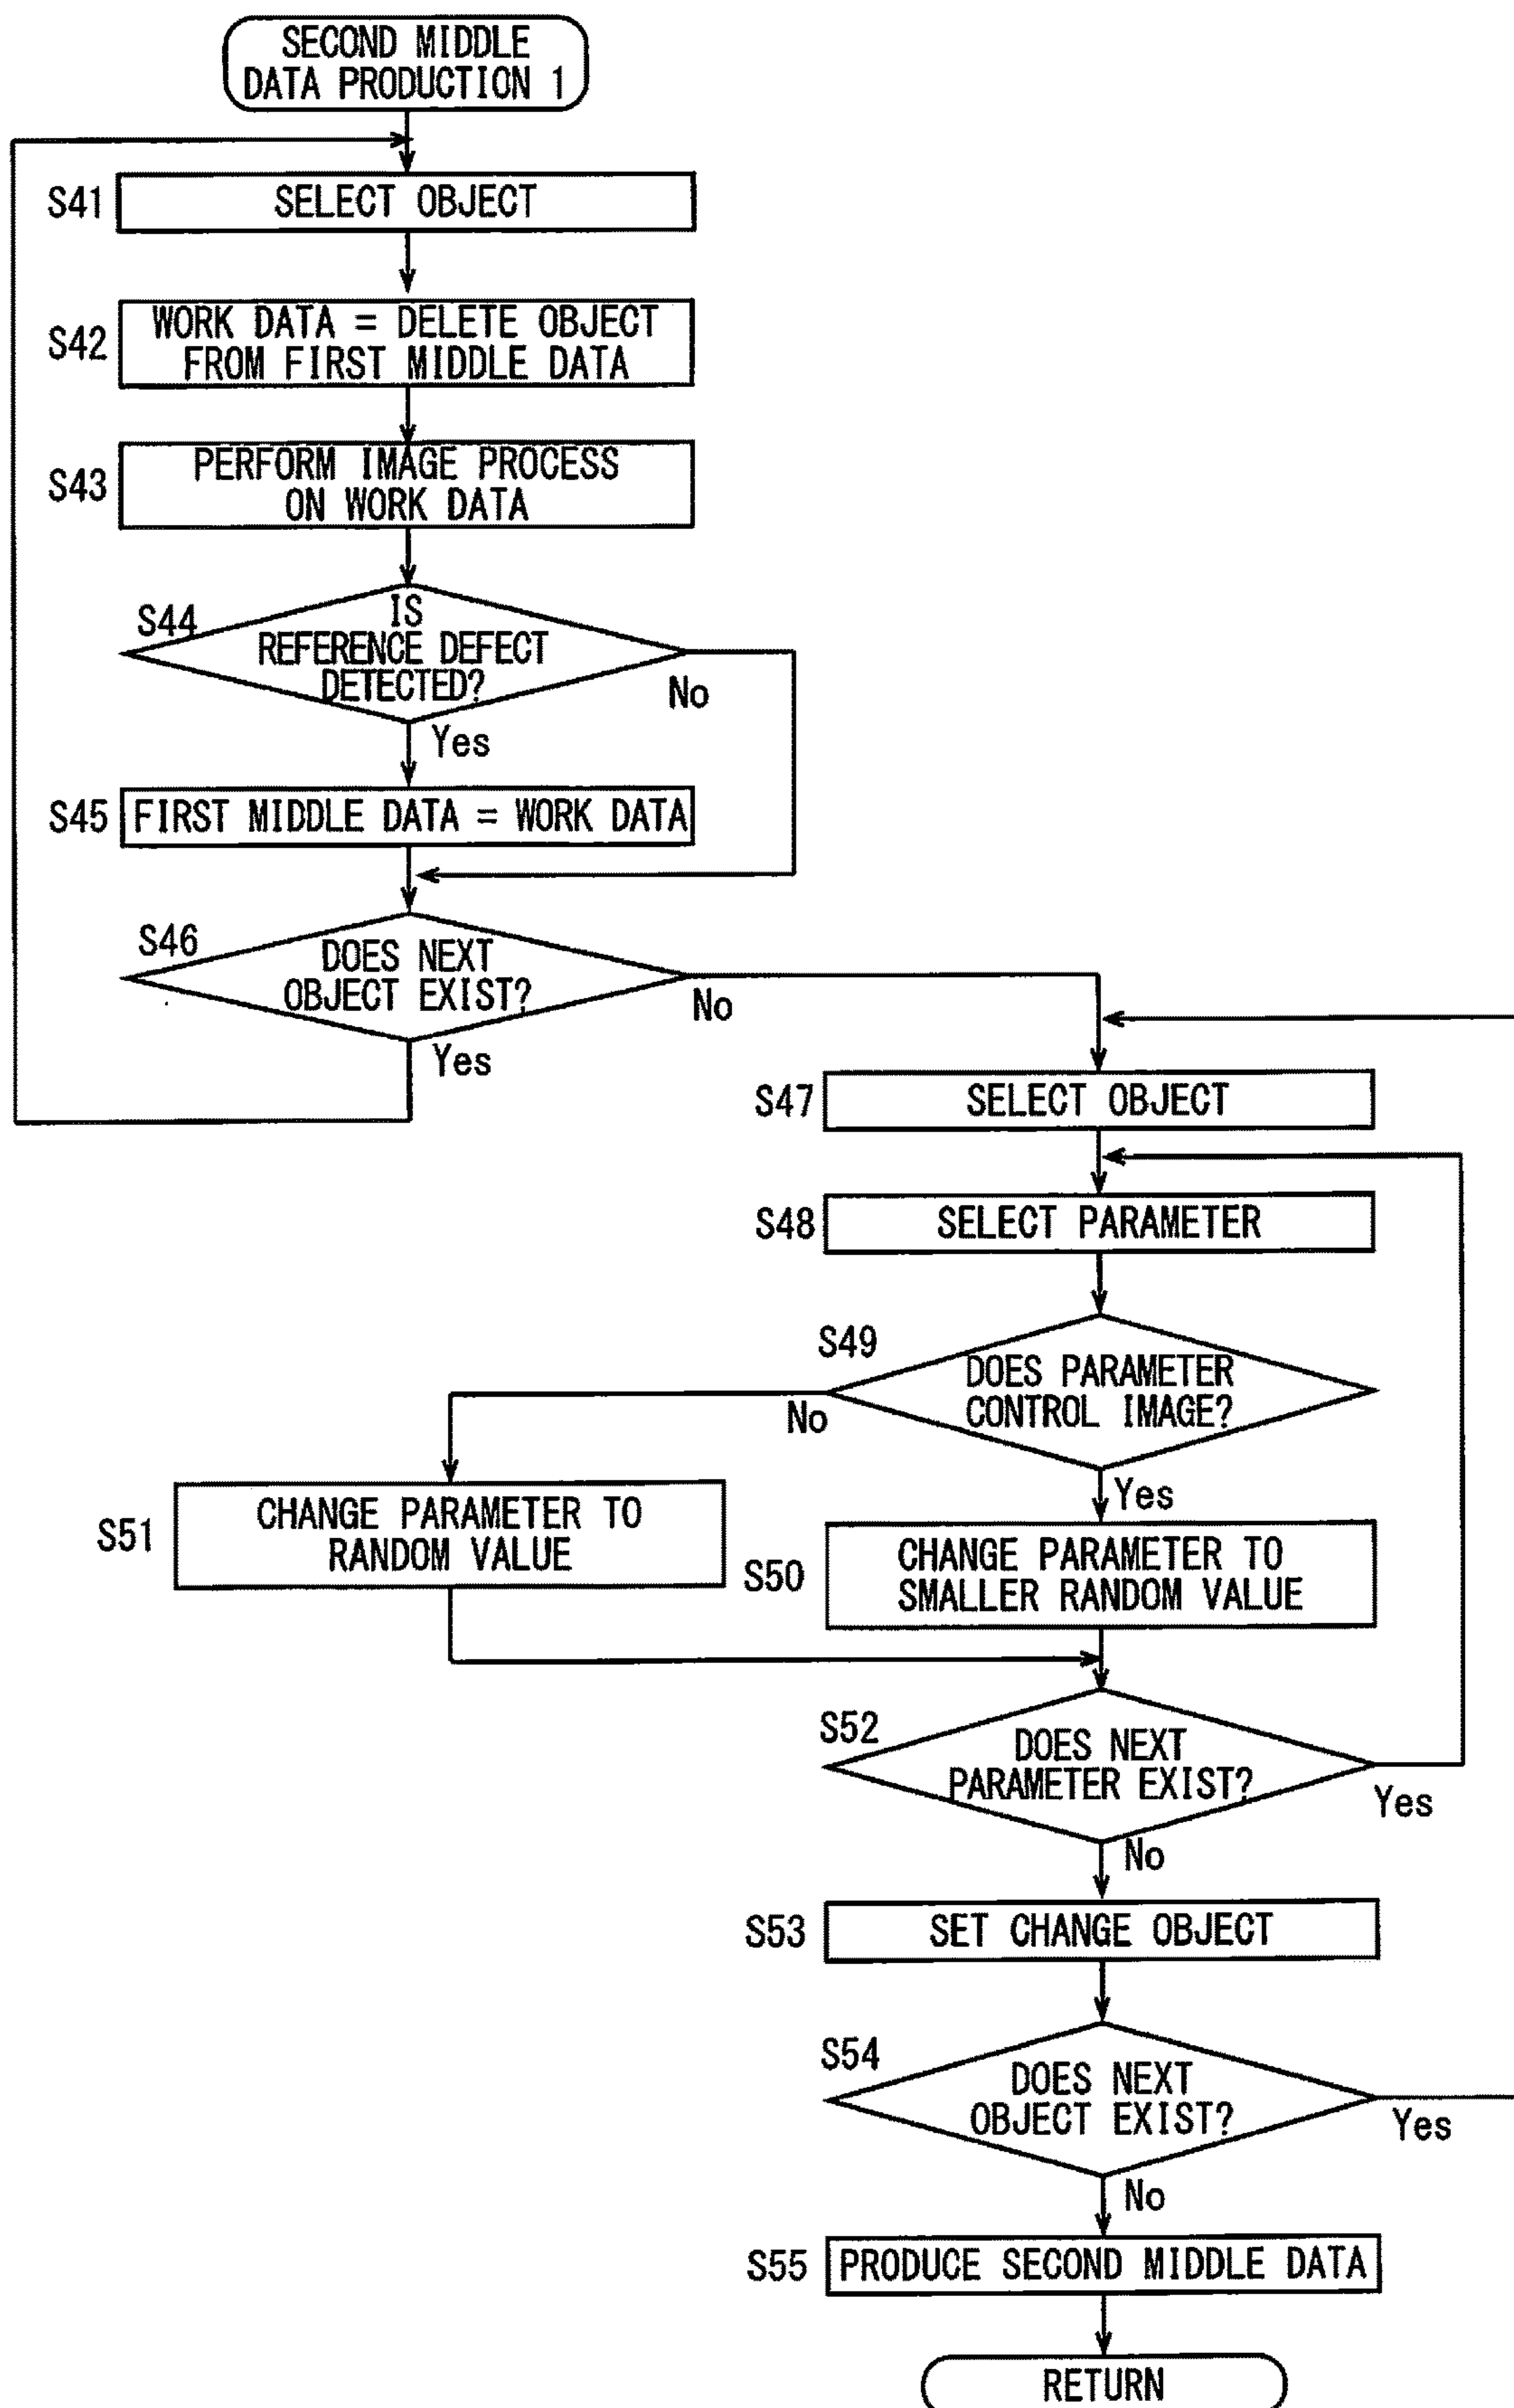 SECOND MIDDLE
DATA PRODUCTION 1
S41
SELECT OBJECT
S42
WORK DATA = DELETE OBJECT
FROM FIRST MIDDLE DATA
S43
PERFORM IMAGE PROCESS
ON WORK DATA
S44
IS
REFERENCE DEFECT
DETECTED?
No
Yes
S45
FIRST MIDDLE DATA = WORK DATA
S46
DOES NEXT
OBJECT EXIST?
No
Yes
S47
SELECT OBJECT
S48
SELECT PARAMETER
S49
DOES PARAMETER
CONTROL IMAGE?
No
Yes
S51
CHANGE PARAMETER TO
RANDOM VALUE
S50
CHANGE PARAMETER TO
SMALLER RANDOM VALUE
S52
DOES NEXT
PARAMETER EXIST?
Yes
No
S53
SET CHANGE OBJECT
S54
DOES NEXT
OBJECT EXIST?
Yes
No
S55
PRODUCE SECOND MIDDLE DATA
RETURN